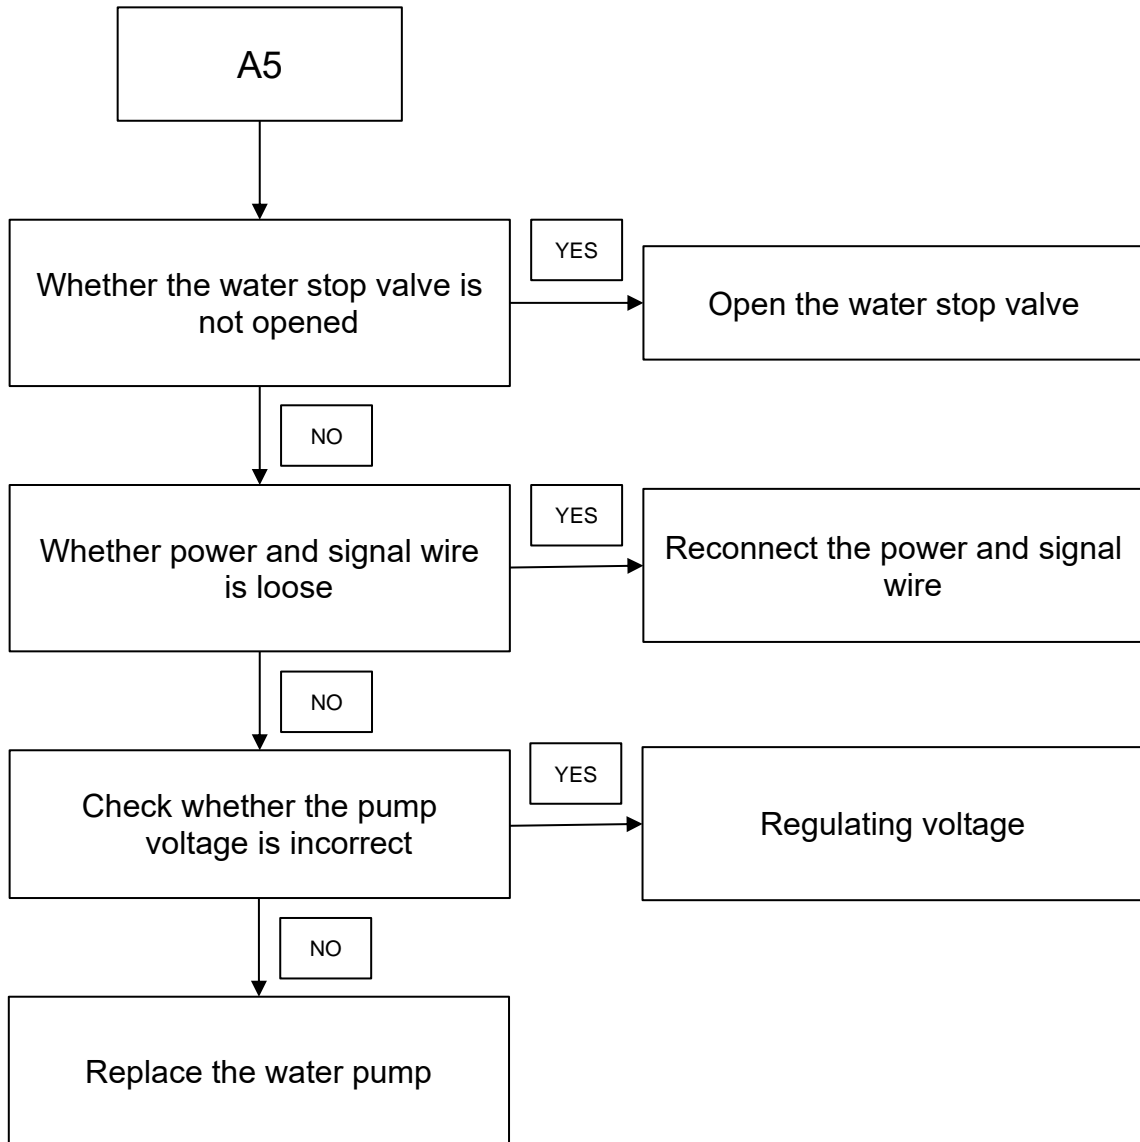 A5
Whether the water stop valve is
not opened
YES
Open the water stop valve
NO
Whether power and signal wire
is loose
YES
Reconnect the power and signal
wire
NO
Check whether the pump
voltage is incorrect
YES
Regulating voltage
NO
Replace the water pump